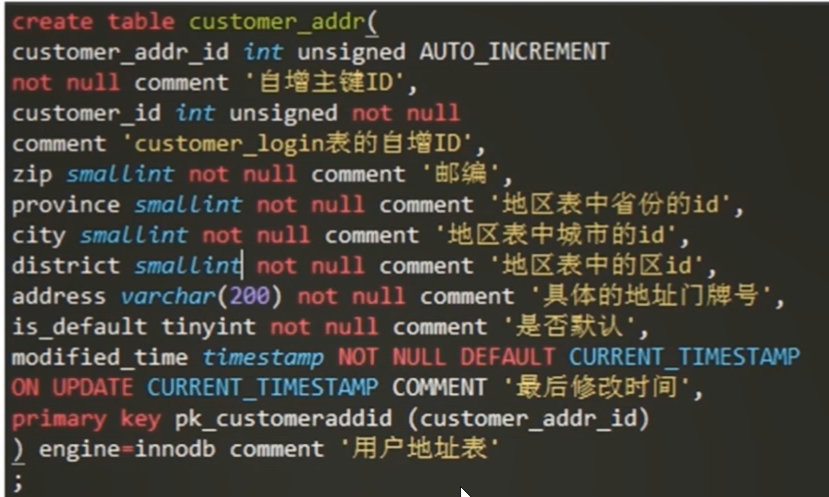 create table customer_addr(
customer_addr_id int unsigned AUTO_INCREMENT
not null comment '自增主键ID',
customer_id int unsigned not null
comment 'customer_login表的自增ID',
zip smallint not null comment '邮编',
province smallint not null comment '地区表中省份的id',
city smallint not null comment '地区表中城市的id',
district smallint not null comment '地区表中的区id',
address varchar(200) not null comment '具体的地址门牌号',
is_default tinyint not null comment '是否默认',
modified_time timestamp NOT NULL DEFAULT CURRENT_TIMESTAMP
ON UPDATE CURRENT_TIMESTAMP COMMENT '最后修改时间',
primary key pk_customeraddid (customer_addr_id)
) engine=innodb comment '用户地址表'
;